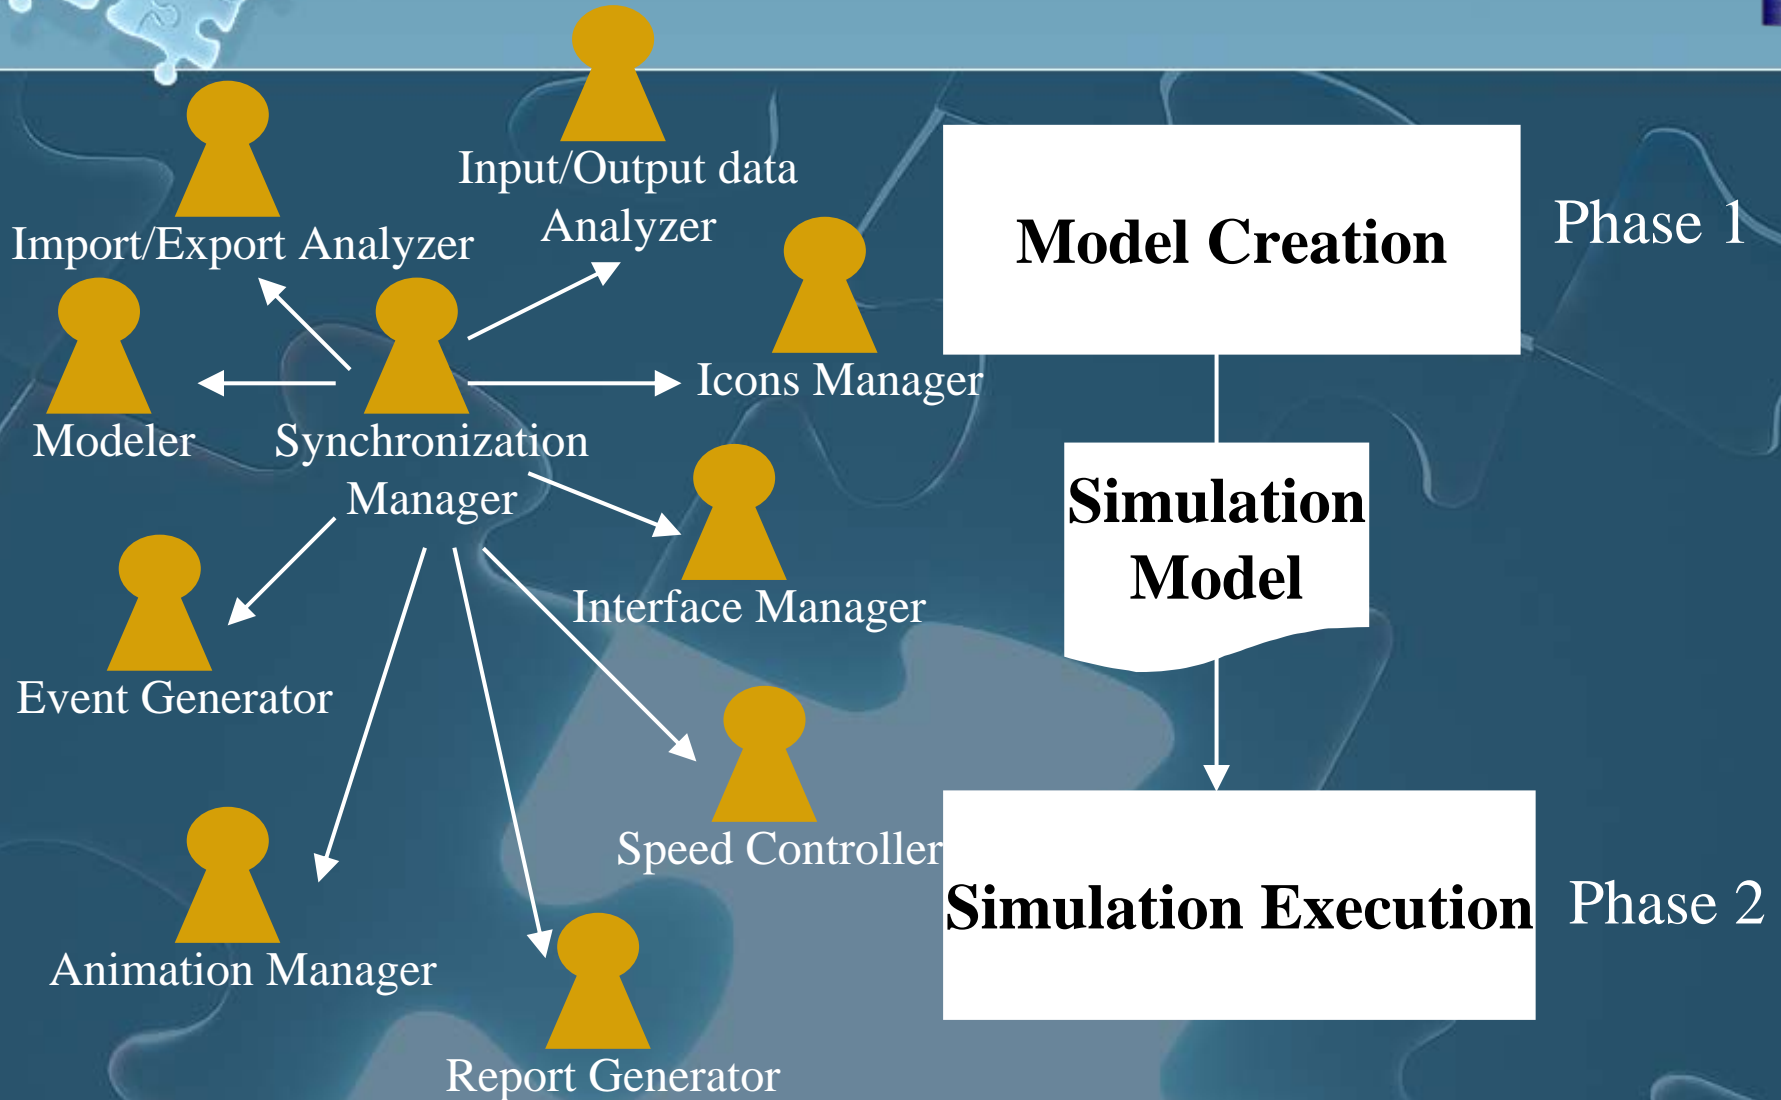 Input/Output data
Analyzer
Import/Export Analyzer
Icons Manager
Modeler
Synchronization
Manager
Interface Manager
Event Generator
Speed Controller
Animation Manager
Report Generator
Model Creation
Phase 1
Simulation
Model
Simulation Execution
Phase 2